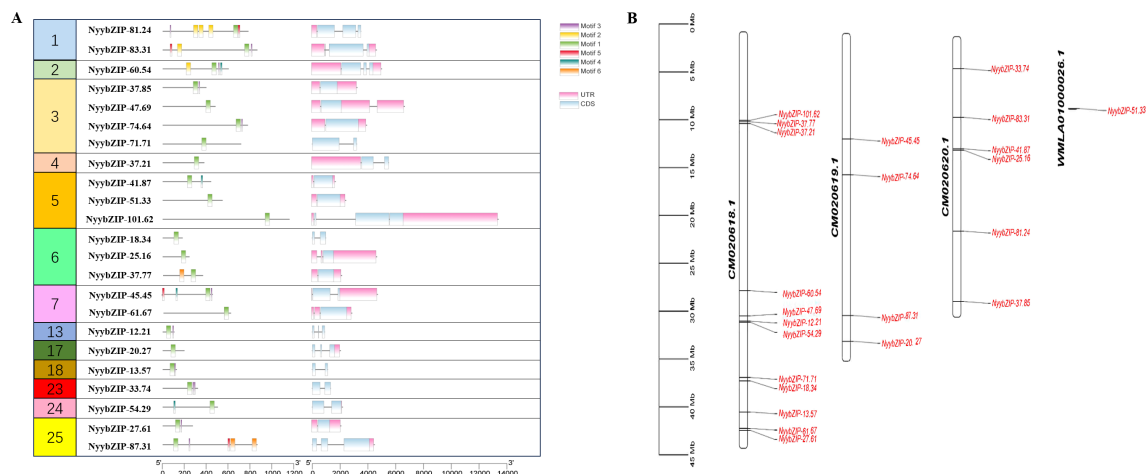 A
1
NyybZIP-81.24
NyybZIP-83.31
2
NyybZIP-60.54
3
NyybZIP-37.85
NyybZIP-47.69
NyybZIP-74.64
NyybZIP-71.71
4
NyybZIP-37.21
5
NyybZIP-41.87
NyybZIP-51.33
NyybZIP-101.62
6
NyybZIP-18.34
NyybZIP-25.16
NyybZIP-37.77
7
NyybZIP-45.45
NyybZIP-61.67
13
NyybZIP-12.21
17
NyybZIP-20.27
18
NyybZIP-13.57
23
NyybZIP-33.74
24
NyybZIP-54.29
25
NyybZIP-27.61
NyybZIP-87.31
5' 3' 5' 3'
0 200 400 600 800 1000 1200 0 2000 4000 6000 8000 10000 12000 14000
Motif 3
Motif 2
Motif 1
Motif 5
Motif 4
Motif 6
UTR
CDS
B
0 Mb
5 Mb
10 Mb
15 Mb
20 Mb
25 Mb
30 Mb
35 Mb
40 Mb
45 Mb
CM020618.1
NyybZIP-101.62
NyybZIP-37.77
NyybZIP-37.21
NyybZIP-60.54
NyybZIP-47.69
NyybZIP-12.21
NyybZIP-54.29
NyybZIP-71.71
NyybZIP-18.34
NyybZIP-13.57
NyybZIP-61.67
NyybZIP-27.61
CM020619.1
NyybZIP-45.45
NyybZIP-74.64
NyybZIP-87.31
NyybZIP-20. 27
CM020620.1
NyybZIP-33.74
NyybZIP-83.31
NyybZIP-41.87
NyybZIP-25.16
NyybZIP-81.24
NyybZIP-37.85
WMLA01000026.1
NyybZIP-51.33